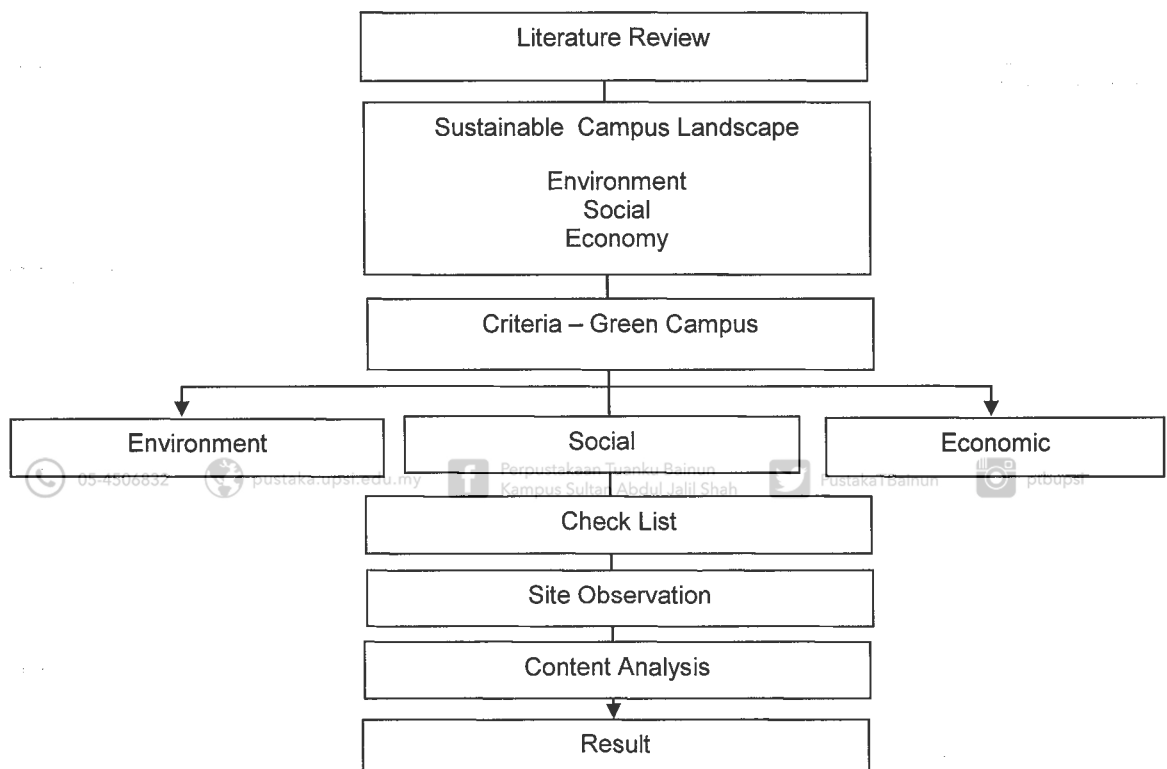 Literature Review
Sustainable Campus Landscape
Environment
Social
Economy
Criteria – Green Campus
Environment
Social
Economic
05-4506832
pustaka.upsi.edu.my
Perpustakaan Tuanku Bainun
Kampus Sultan Abdul Jalil Shah
PustakaTBainun
ptbupsi
Check List
Site Observation
Content Analysis
Result